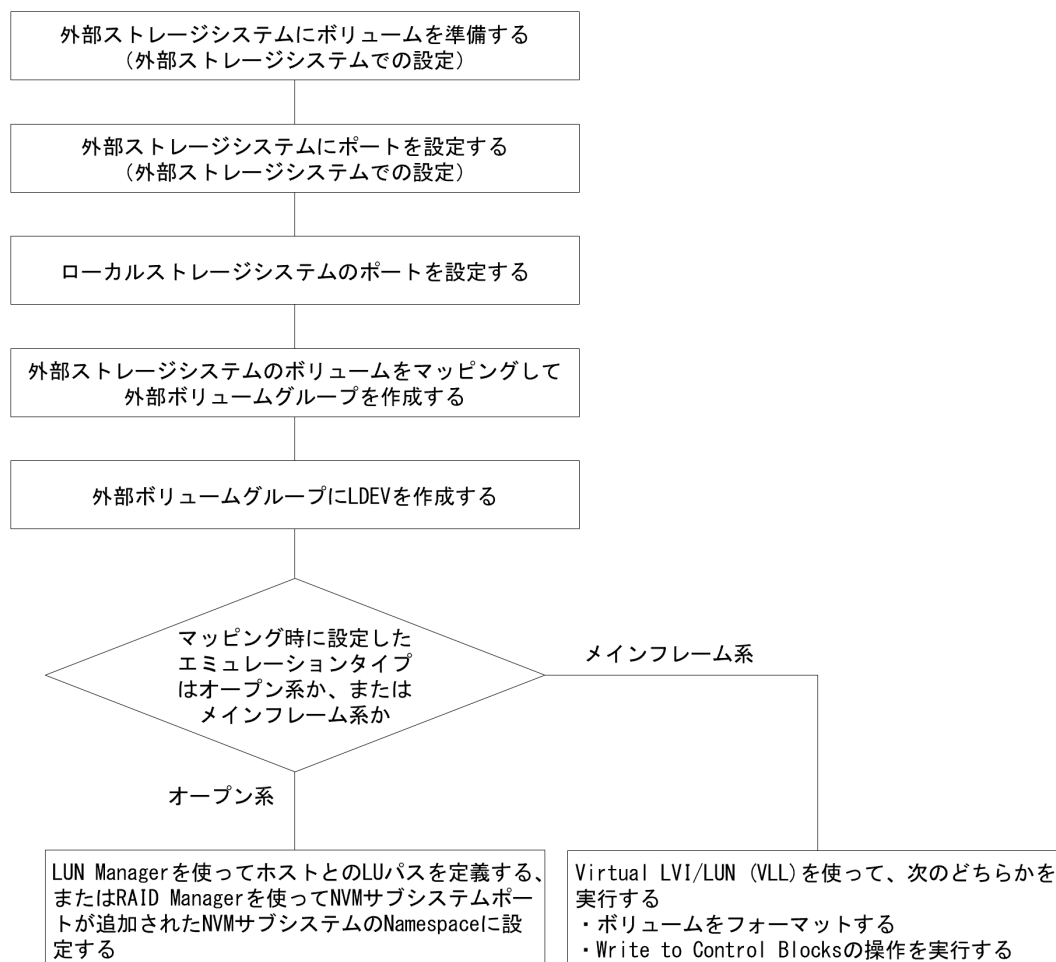 外部ストレージシステムにボリュームを準備する
（外部ストレージシステムでの設定）
外部ストレージシステムにポートを設定する
（外部ストレージシステムでの設定）
ローカルストレージシステムのポートを設定する
外部ストレージシステムのボリュームをマッピングして
外部ボリュームグループを作成する
外部ボリュームグループにLDEVを作成する
マッピング時に設定した
エミュレーションタイプ
はオープン系か、または
メインフレーム系か
メインフレーム系
オープン系
LUN Managerを使ってホストとのLUパスを定義する、
またはRAID Managerを使ってNVMサブシステムポー
トが追加されたNVMサブシステムのNamespaceに設
定する
Virtual LVI/LUN (VLL)を使って、次のどちらかを
実行する
・ボリュームをフォーマットする
・Write to Control Blocksの操作を実行する